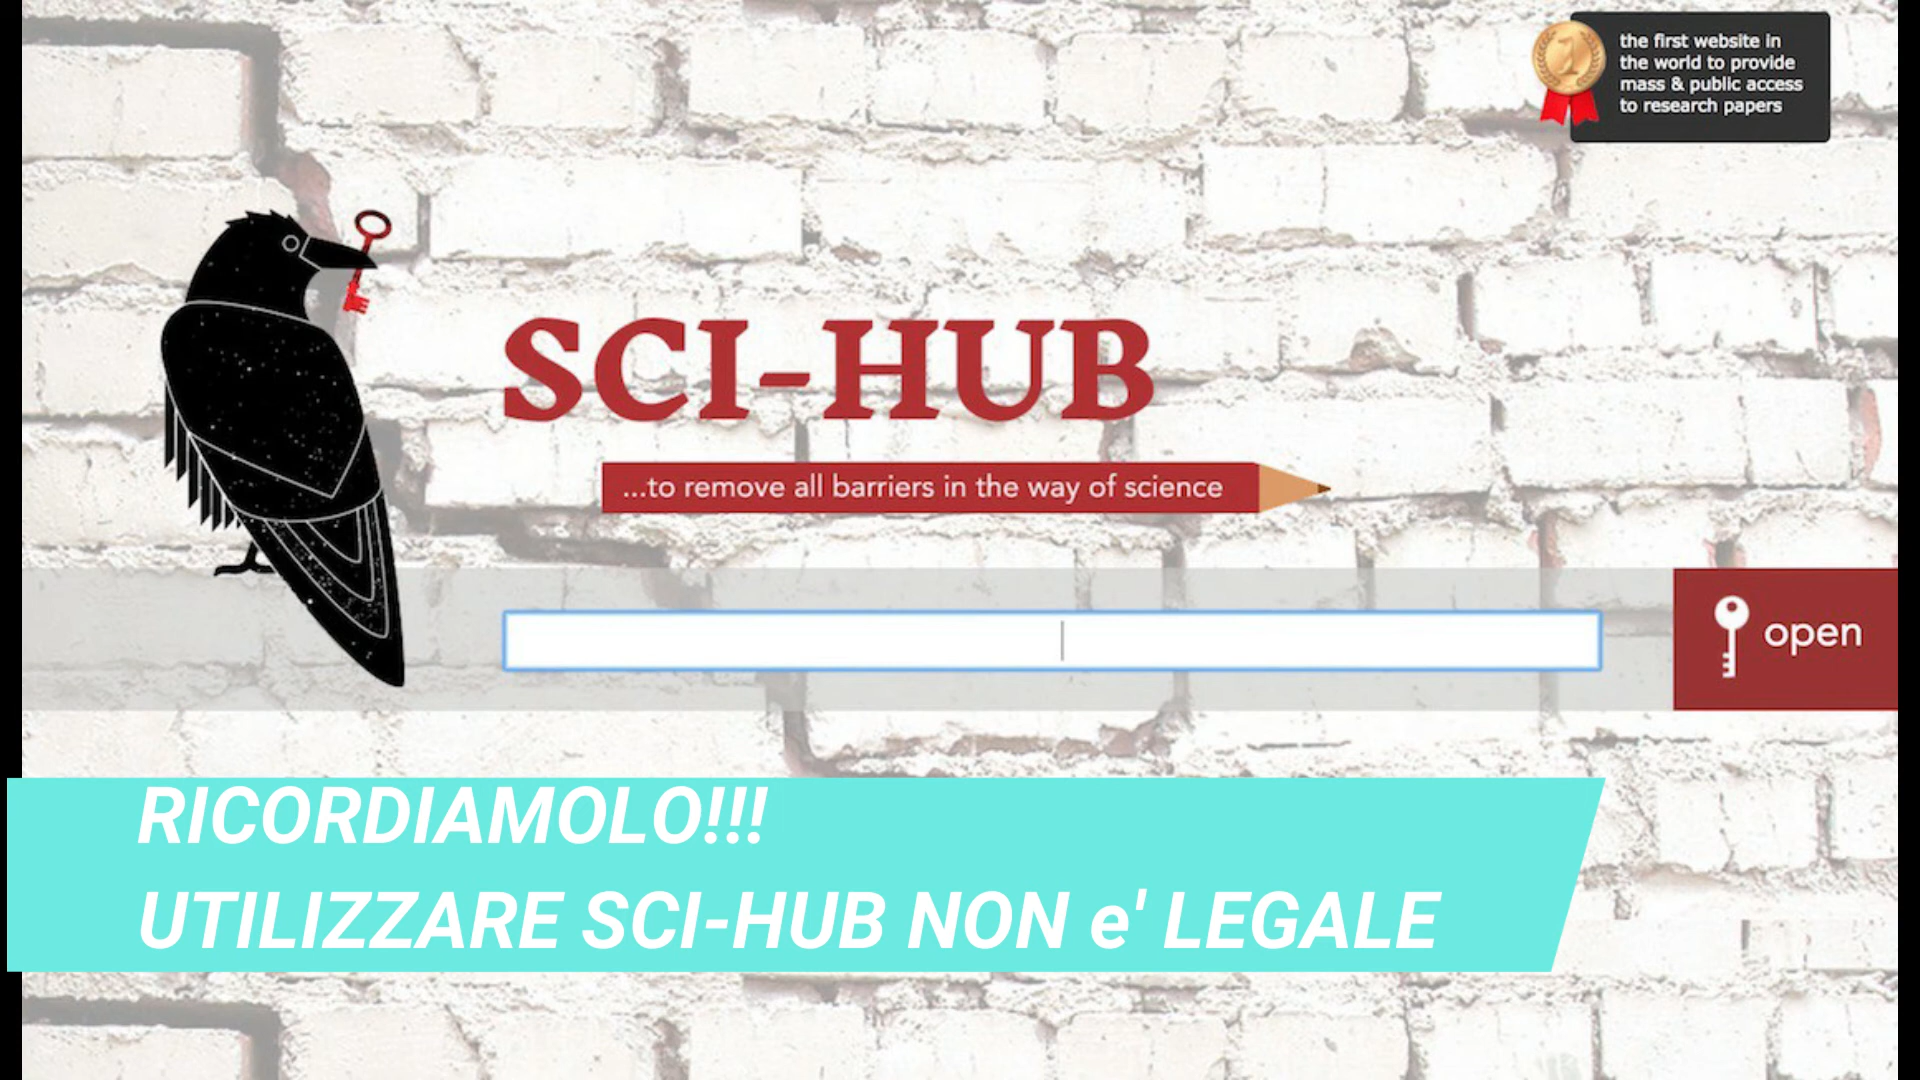 the first website in
the world to provide
mass & public access
to research papers
SCI-HUB
...to remove all barriers in the way of science
open
RICORDIAMOLO!!!
UTILIZZARE SCI-HUB NON e' LEGALE